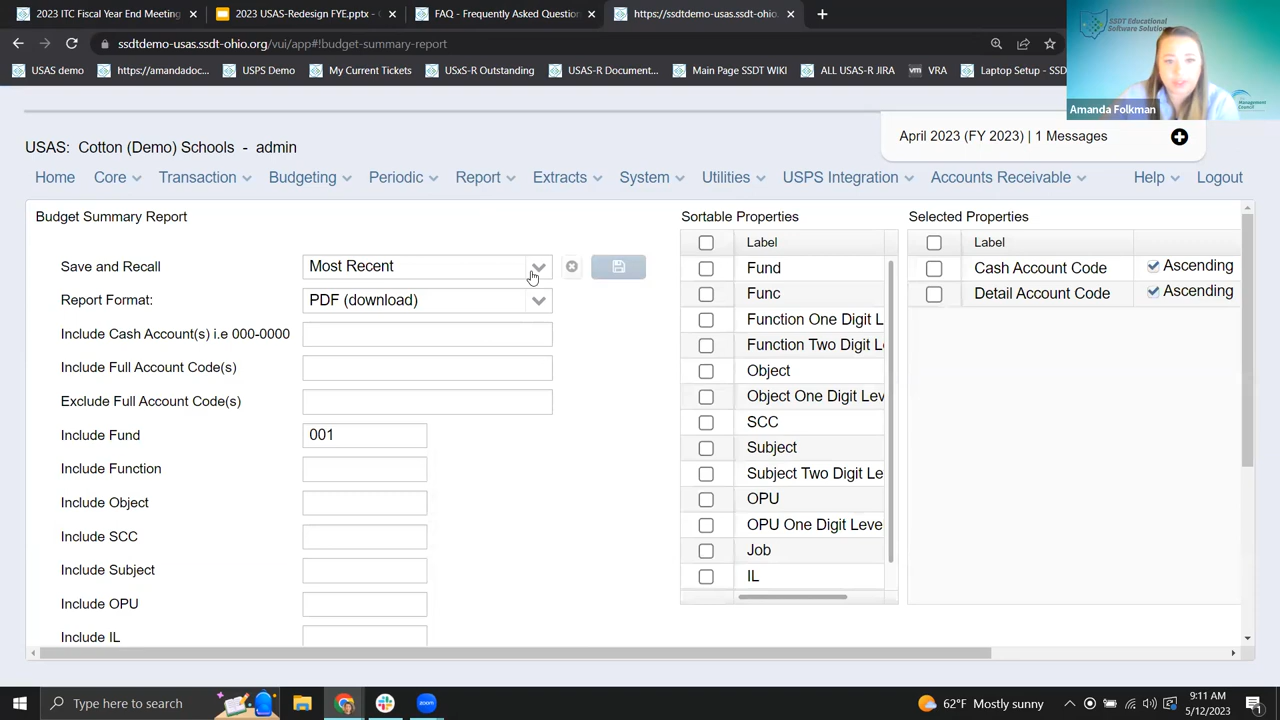 2023 ITC Fiscal Year End Meeting
2023 USAS-Redesign FYE.pptx -
FAQ - Frequently Asked Question
https://ssdtdemo-usas.ssdt-ohio.
ssdtdemo-usas.ssdt-ohio.org/vui/app#!budget-summary-report
USAS demo
https://amandadoc...
USPS Demo
My Current Tickets
USxS-R Outstanding
USAS-R Document...
Main Page SSDT WIKI
ALL USAS-R JIRA
vm VRA
Laptop Setup - SSD
SSDT Educational
Software Solutions
Management
Council
Amanda Folkman
April 2023 (FY 2023) | 1 Messages
USAS: Cotton (Demo) Schools - admin
Home Core Transaction Budgeting Periodic Report Extracts System Utilities USPS Integration Accounts Receivable Help Logout
Budget Summary Report
Save and Recall Most Recent
Report Format: PDF (download)
Include Cash Account(s) i.e 000-0000
Include Full Account Code(s)
Exclude Full Account Code(s)
Include Fund 001
Include Function
Include Object
Include SCC
Include Subject
Include OPU
Include IL
Sortable Properties
Label
Fund
Func
Function One Digit L
Function Two Digit L
Object
Object One Digit Lev
SCC
Subject
Subject Two Digit Le
OPU
OPU One Digit Leve
Job
IL
Selected Properties
Label
Cash Account Code Ascending
Detail Account Code Ascending
Type here to search
zoom
62°F Mostly sunny
9:11 AM
5/12/2023
1